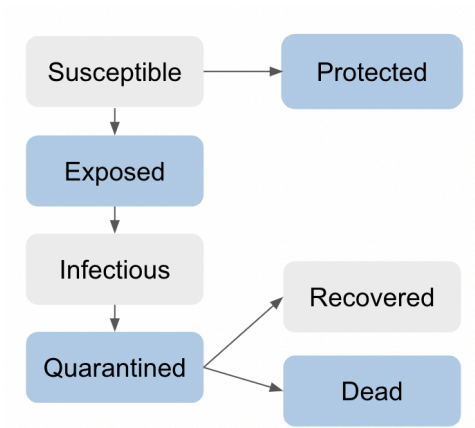 Susceptible
Protected
Exposed
Infectious
Recovered
Quarantined
Dead